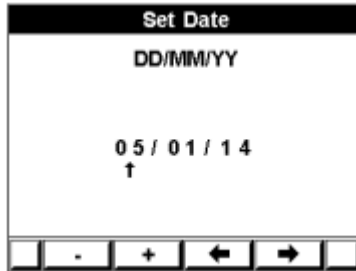 Set Date
DD/MM/YY
05/01/14
↑
- + ← →